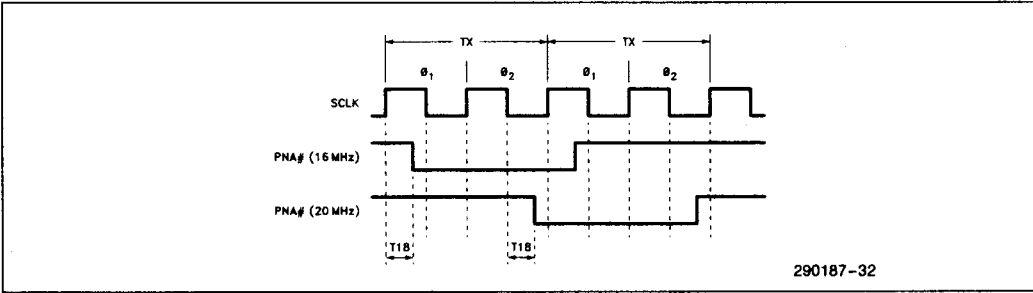 TX TX
Ø1 Ø2 Ø1 Ø2
SCLK
PNA# (16 MHz)
PNA# (20 MHz)
T18 T18
290187-32